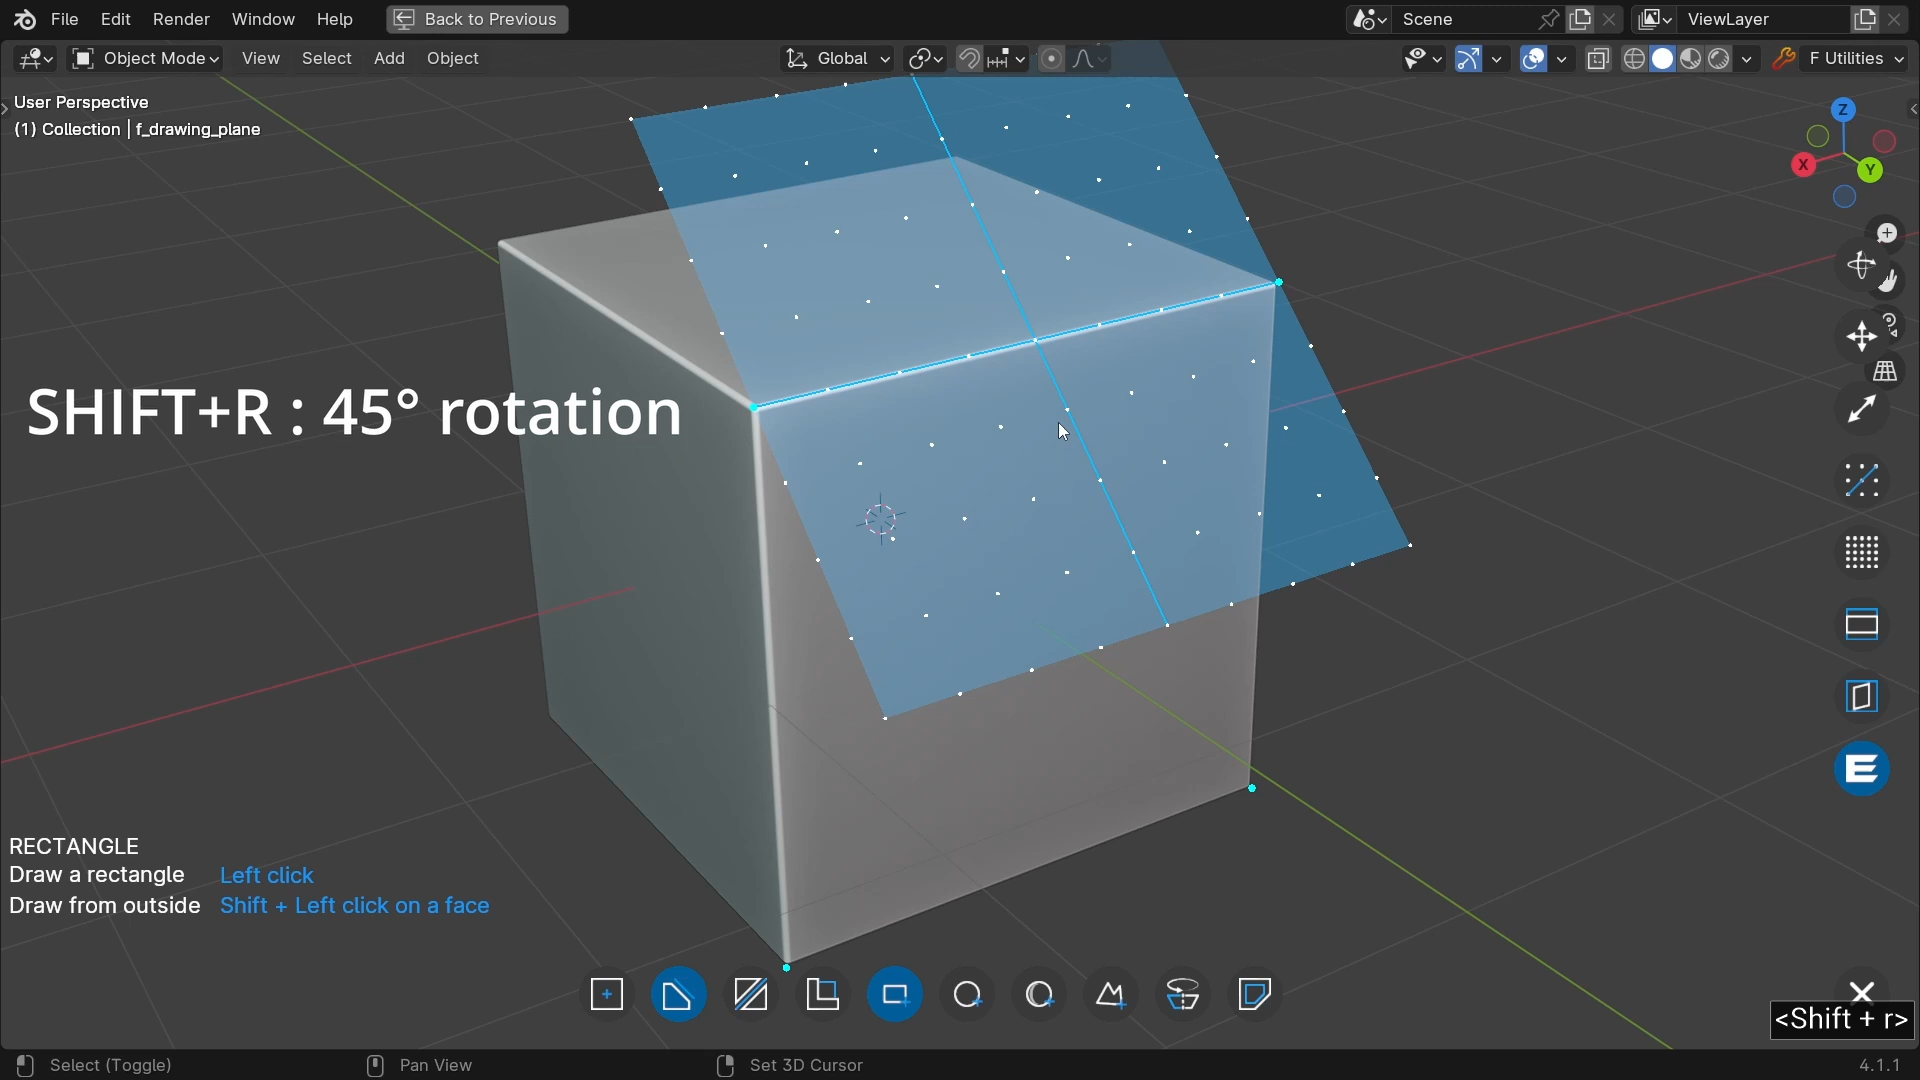 File Edit Render Window Help Back to Previous Scene ViewLayer
Object Mode View Select Add Object Global F Utilities
User Perspective
(1) Collection | f_drawing_plane
Z
X
Y
SHIFT+R : 45° rotation
RECTANGLE
Draw a rectangle Left click
Draw from outside Shift + Left click on a face
<Shift + r>
Select (Toggle) Pan View Set 3D Cursor 4.1.1